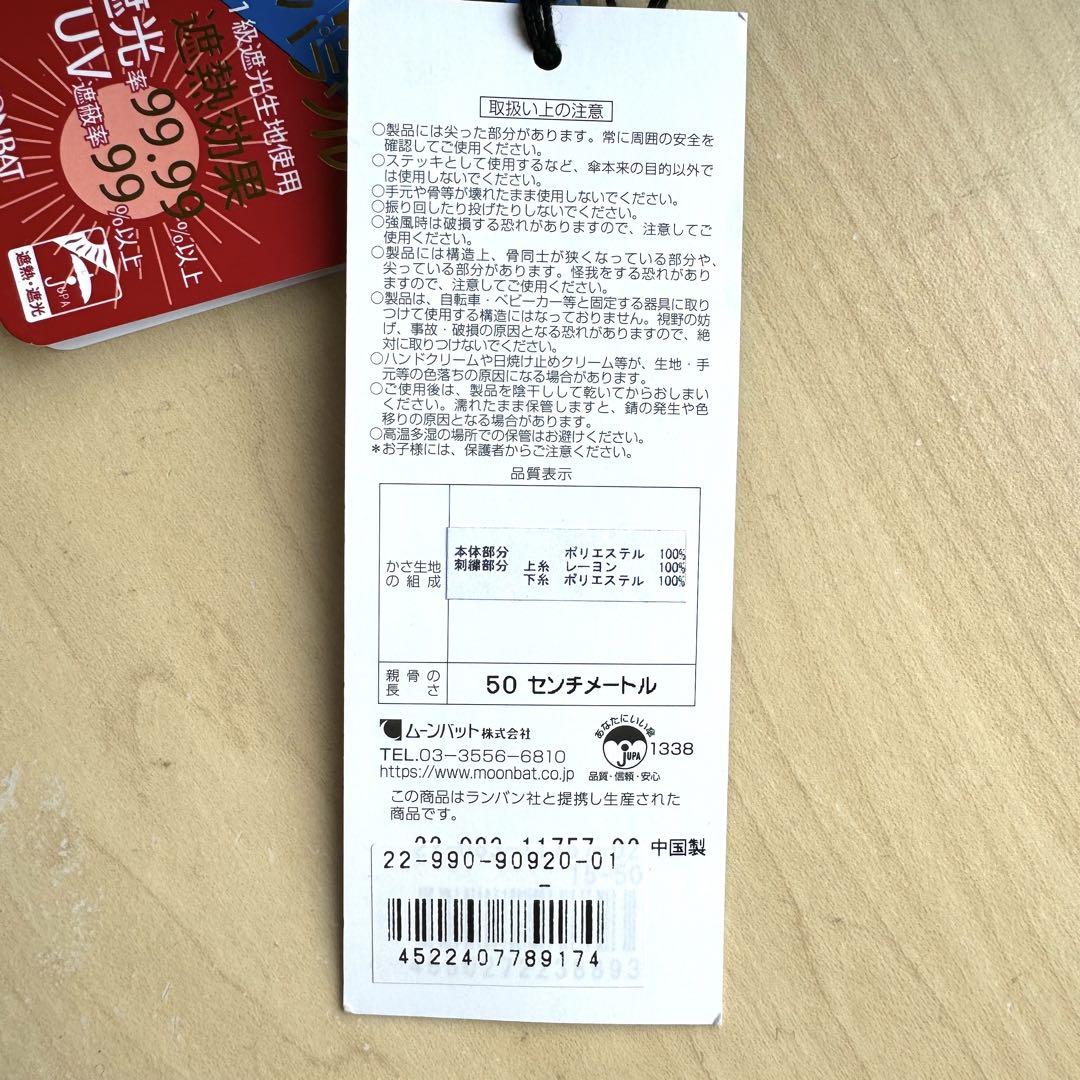 1級遮光生地使用
遮熱効果
遮光率99.99%以上
UV遮蔽率99%以上
JUPA
遮熱・遮光
取扱い上の注意
○製品には尖った部分があります。常に周囲の安全を
確認してご使用ください。
○ステッキとして使用するなど、傘本来の目的以外で
は使用しないでください。
○手元や骨等が壊れたまま使用しないでください。
○振り回したり投げたりしないでください。
○強風時は破損する恐れがありますので、注意してご
使用ください。
○製品には構造上、骨同士が狭くなっている部分や、
尖っている部分があります。怪我をする恐れがあり
ますので、注意してご使用ください。
○製品は、自転車・ベビーカー等と固定する器具に取り
つけて使用する構造にはなっておりません。視野の妨
げ、事故・破損の原因となる恐れがありますので、絶
対に取りつけないでください。
○ハンドクリームや日焼け止めクリーム等が、生地・手
元等の色落ちの原因になる場合があります。
○ご使用後は、製品を陰干しして乾いてからおしまい
ください。濡れたまま保管しますと、錆の発生や色
移りの原因となる場合があります。
○高温多湿の場所での保管はお避けください。
＊お子様には、保護者からご注意ください。
品質表示
かさ生地
の組成
本体部分 ポリエステル 100%
刺繍部分 上糸 レーヨン 100%
下糸 ポリエステル 100%
親骨の
長さ
50 センチメートル
ムーンバット株式会社
TEL.03-3556-6810
https://www.moonbat.co.jp
あなたにいい傘
JUPA
1338
品質・信頼・安心
この商品はランバン社と提携し生産された
商品です。
中国製
22-990-90920-01
15-50
4522407789174